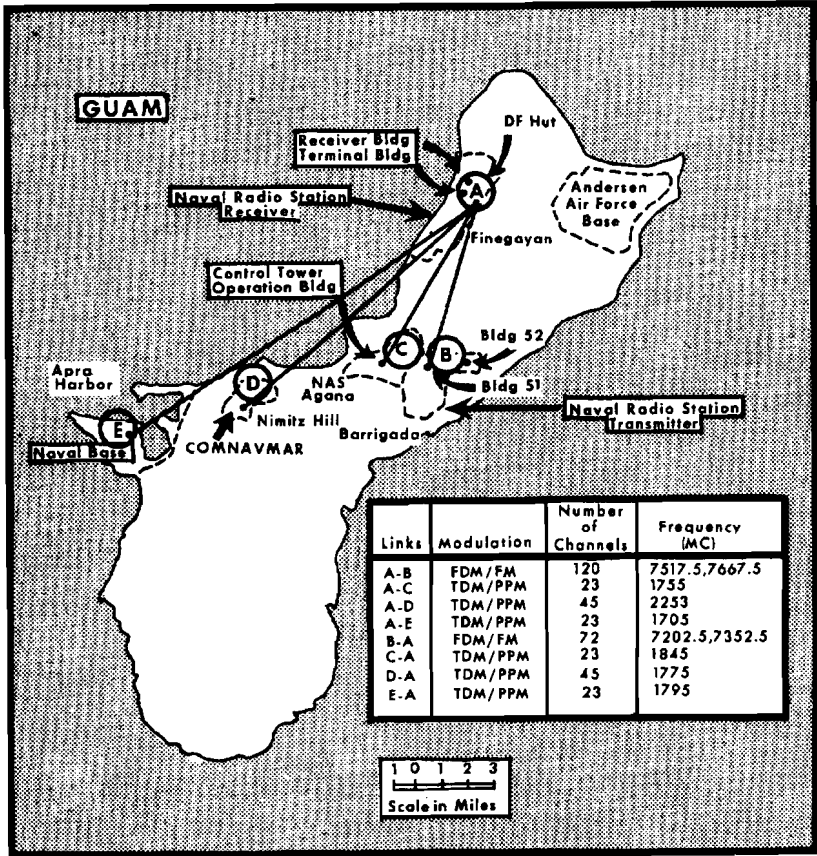 GUAM
DF Hut
Receiver Bldg
Terminal Bldg
A
Andersen
Air Force
Base
Naval Radio Station
Receiver
Finegayan
Control Tower
Operation Bldg
C
B
Bldg 52
Bldg 51
Apra
Harbor
D
NAS
Agana
Nimitz Hill
Barrigada
Naval Radio Station
Transmitter
E
Naval Base
COMNAVMAR
Links Modulation Number of Channels Frequency (MC)
A-B FDM/FM 120 7517.5,7667.5
A-C TDM/PPM 23 1755
A-D TDM/PPM 45 2253
A-E TDM/PPM 23 1705
B-A FDM/FM 72 7202.5,7352.5
C-A TDM/PPM 23 1845
D-A TDM/PPM 45 1775
E-A TDM/PPM 23 1795
1 0 1 2 3
Scale in Miles